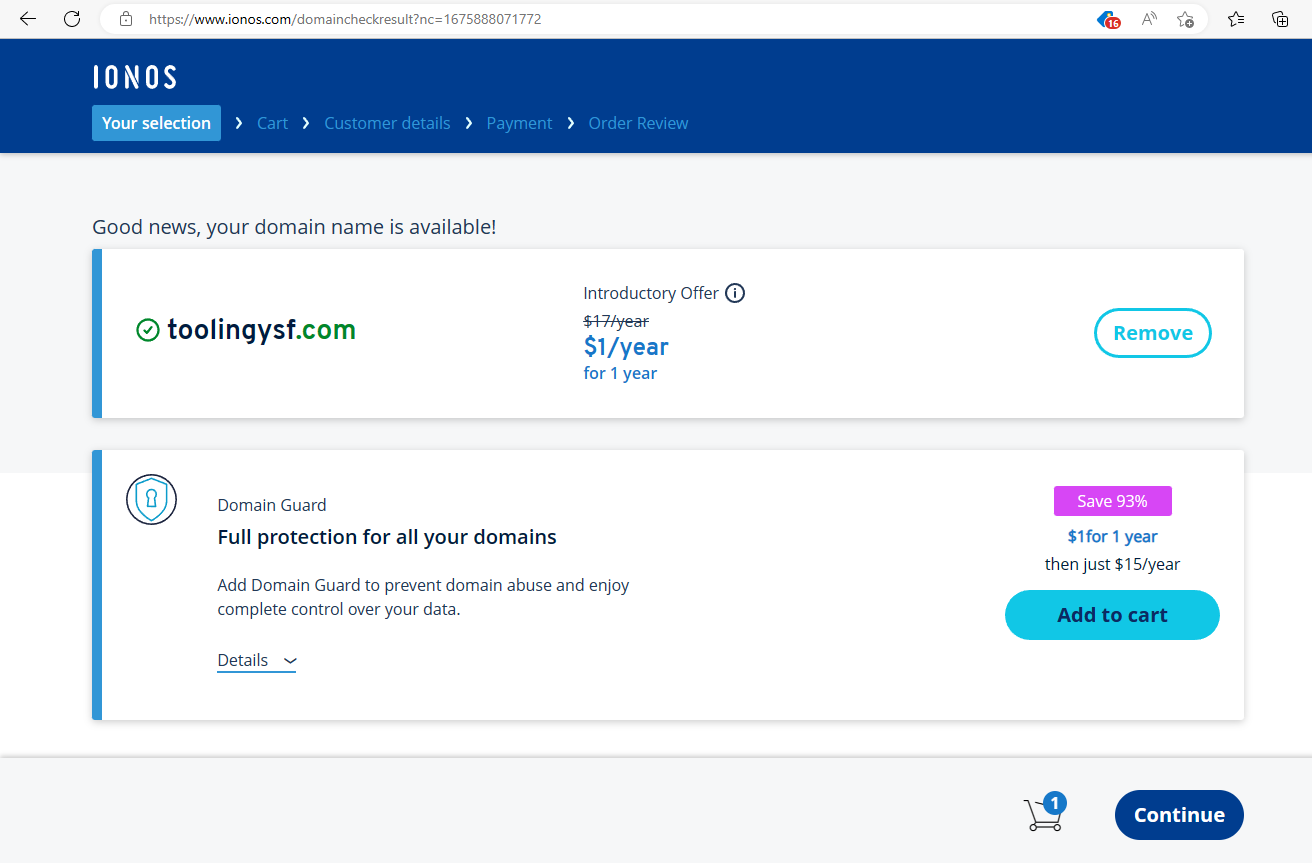 https://www.ionos.com/domaincheckresult?nc=1675888071772
16
IONOS
Your selection > Cart > Customer details > Payment > Order Review
Good news, your domain name is available!
Introductory Offer
toolingysf.com
$17/year
$1/year
for 1 year
Remove
Domain Guard
Full protection for all your domains
Add Domain Guard to prevent domain abuse and enjoy
complete control over your data.
Details
Save 93%
$1for 1 year
then just $15/year
Add to cart
1
Continue